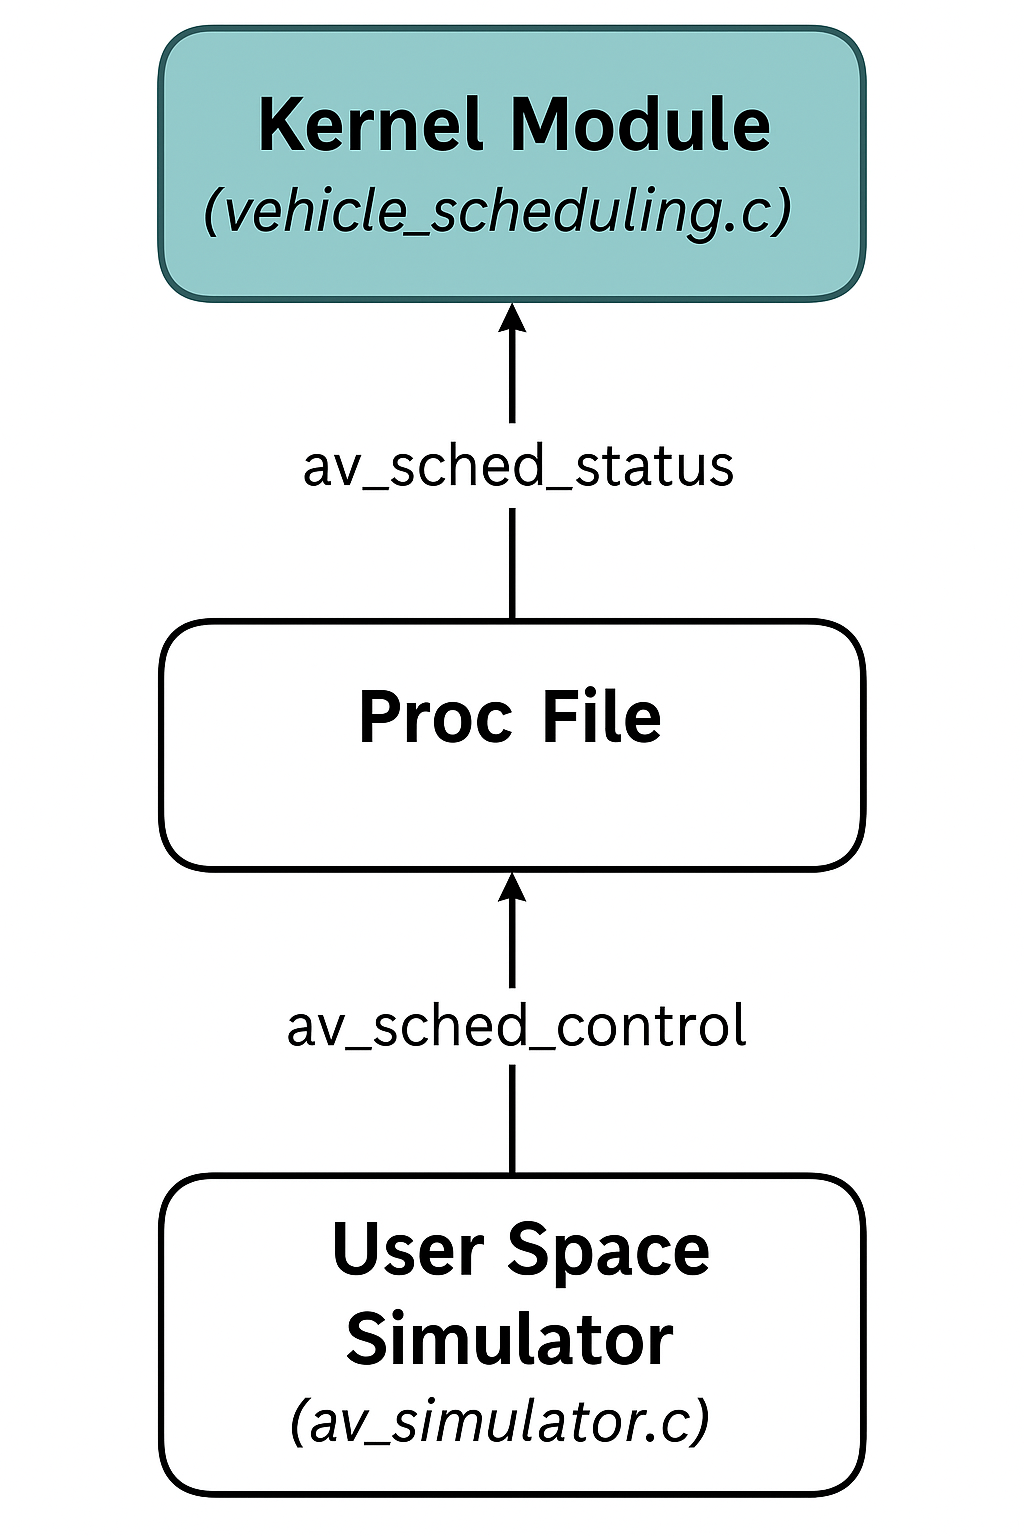 Kernel Module
(vehicle_scheduling.c)
av_sched_status
Proc File
av_sched_control
User Space
Simulator
(av_simulator.c)